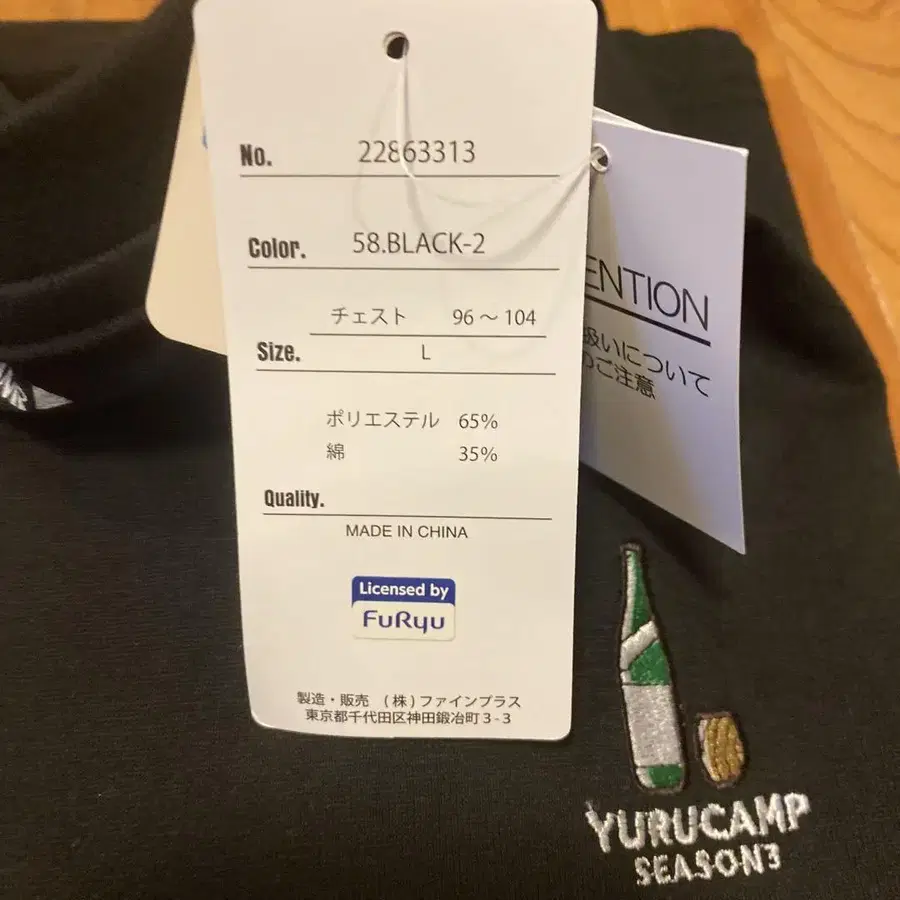 No. 22863313
Color. 58.BLACK-2
チェスト 96～104
Size. L
ポリエステル 65%
綿 35%
Quality.
MADE IN CHINA
Licensed by
FuRyu
製造・販売 (株)ファインプラス
東京都千代田区神田鍛冶町3-3
ENTION
扱いについて
のご注意
YURUCAMP
SEASON3